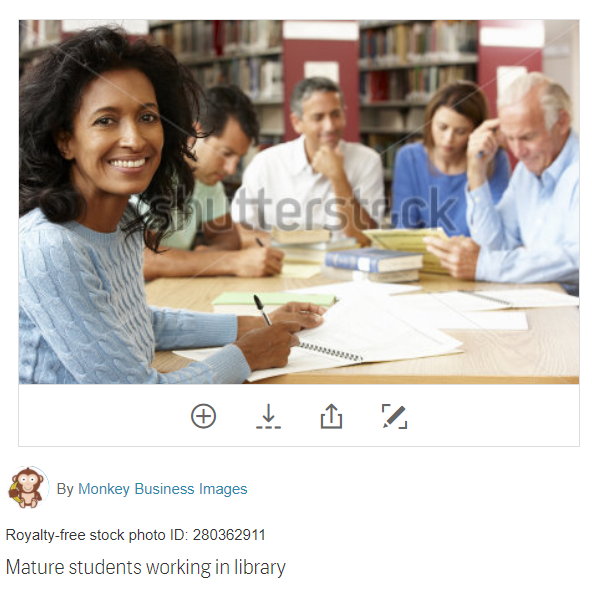 shutterstock
By Monkey Business Images
Royalty-free stock photo ID: 280362911
Mature students working in library